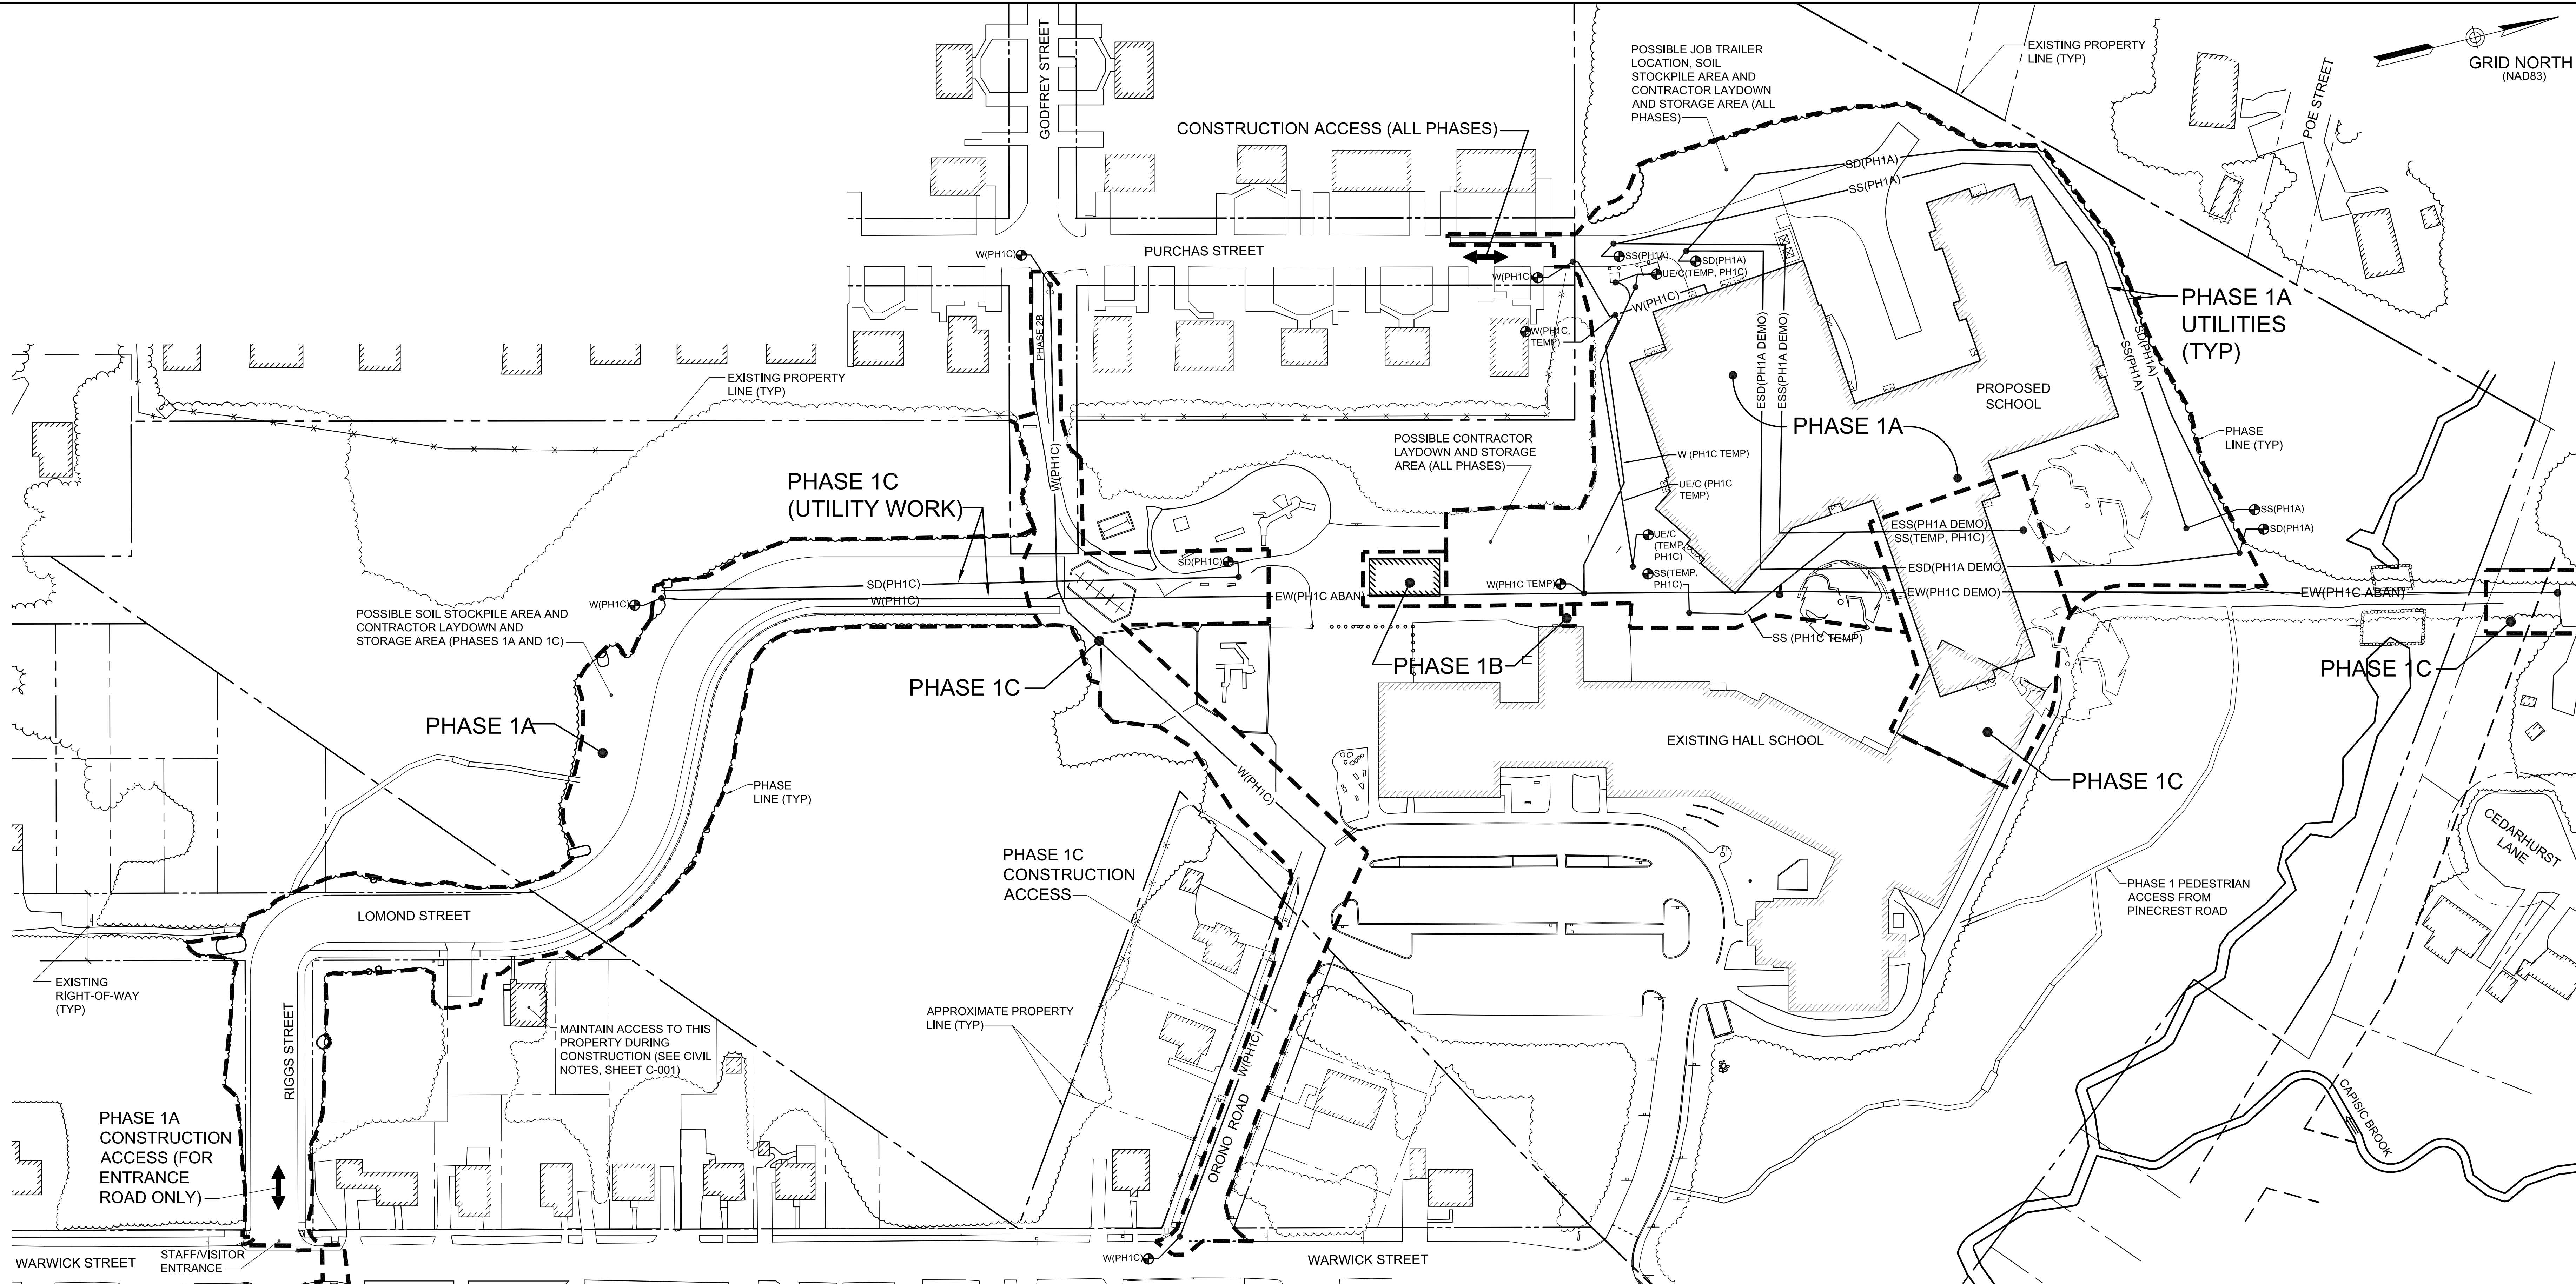 GODFREY STREET
POSSIBLE JOB TRAILER
LOCATION, SOIL
STOCKPILE AREA AND
CONTRACTOR LAYDOWN
AND STORAGE AREA (ALL
PHASES)
EXISTING PROPERTY
LINE (TYP)
POE STREET
GRID NORTH
(NAD83)
CONSTRUCTION ACCESS (ALL PHASES)
SD(PH1A)
SS(PH1A)
PURCHAS STREET
W(PH1C)
W(PH1C)
SS(PH1A)
SD(PH1A)
UE/C(TEMP, PH1C)
W(PH1C)
W(PH1C,
TEMP)
PHASE 2B
ESD(PH1A DEMO)
ESS(PH1A DEMO)
PHASE 1A
UTILITIES
(TYP)
SD(PH1A)
SS(PH1A)
EXISTING PROPERTY
LINE (TYP)
PROPOSED
SCHOOL
PHASE 1A
PHASE
LINE (TYP)
POSSIBLE CONTRACTOR
LAYDOWN AND STORAGE
AREA (ALL PHASES)
W (PH1C TEMP)
UE/C (PH1C
TEMP)
W(PH1C)
PHASE 1C
(UTILITY WORK)
SS(PH1A)
SD(PH1A)
ESS(PH1A DEMO)
SS(TEMP, PH1C)
UE/C
(TEMP,
PH1C)
SD(PH1C)
ESD(PH1A DEMO
SS(TEMP,
PH1C)
SD(PH1C)
W(PH1C)
W(PH1C)
W(PH1C TEMP)
EW(PH1C ABAN)
EW(PH1C DEMO)
EW(PH1C ABAN)
POSSIBLE SOIL STOCKPILE AREA AND
CONTRACTOR LAYDOWN AND
STORAGE AREA (PHASES 1A AND 1C)
SS (PH1C TEMP)
PHASE 1B
PHASE 1C
PHASE 1C
PHASE 1A
EXISTING HALL SCHOOL
PHASE 1C
W(PH1C)
PHASE
LINE (TYP)
CEDARHURST
LANE
PHASE 1C
CONSTRUCTION
ACCESS
PHASE 1 PEDESTRIAN
ACCESS FROM
PINECREST ROAD
LOMOND STREET
EXISTING
RIGHT-OF-WAY
(TYP)
APPROXIMATE PROPERTY
LINE (TYP)
MAINTAIN ACCESS TO THIS
PROPERTY DURING
CONSTRUCTION (SEE CIVIL
NOTES, SHEET C-001)
RIGGS STREET
W(PH1C)
ORONO ROAD
CAPISIC BROOK
PHASE 1A
CONSTRUCTION
ACCESS (FOR
ENTRANCE
ROAD ONLY)
STAFF/VISITOR
ENTRANCE
WARWICK STREET
W(PH1C)
WARWICK STREET